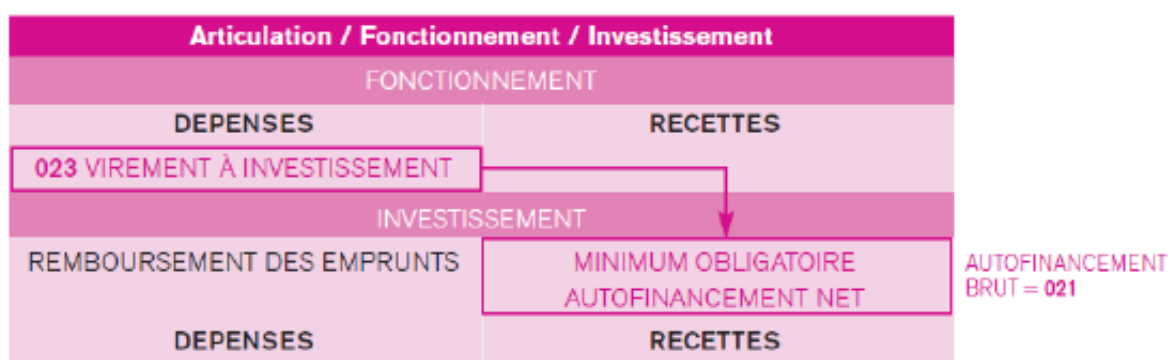 Articulation / Fonctionnement / Investissement
FONCTIONNEMENT
DEPENSES RECETTES
023 VIREMENT À INVESTISSEMENT
INVESTISSEMENT
REMBOURSEMENT DES EMPRUNTS MINIMUM OBLIGATOIRE
AUTOFINANCEMENT NET
AUTOFINANCEMENT
BRUT = 021
DEPENSES RECETTES